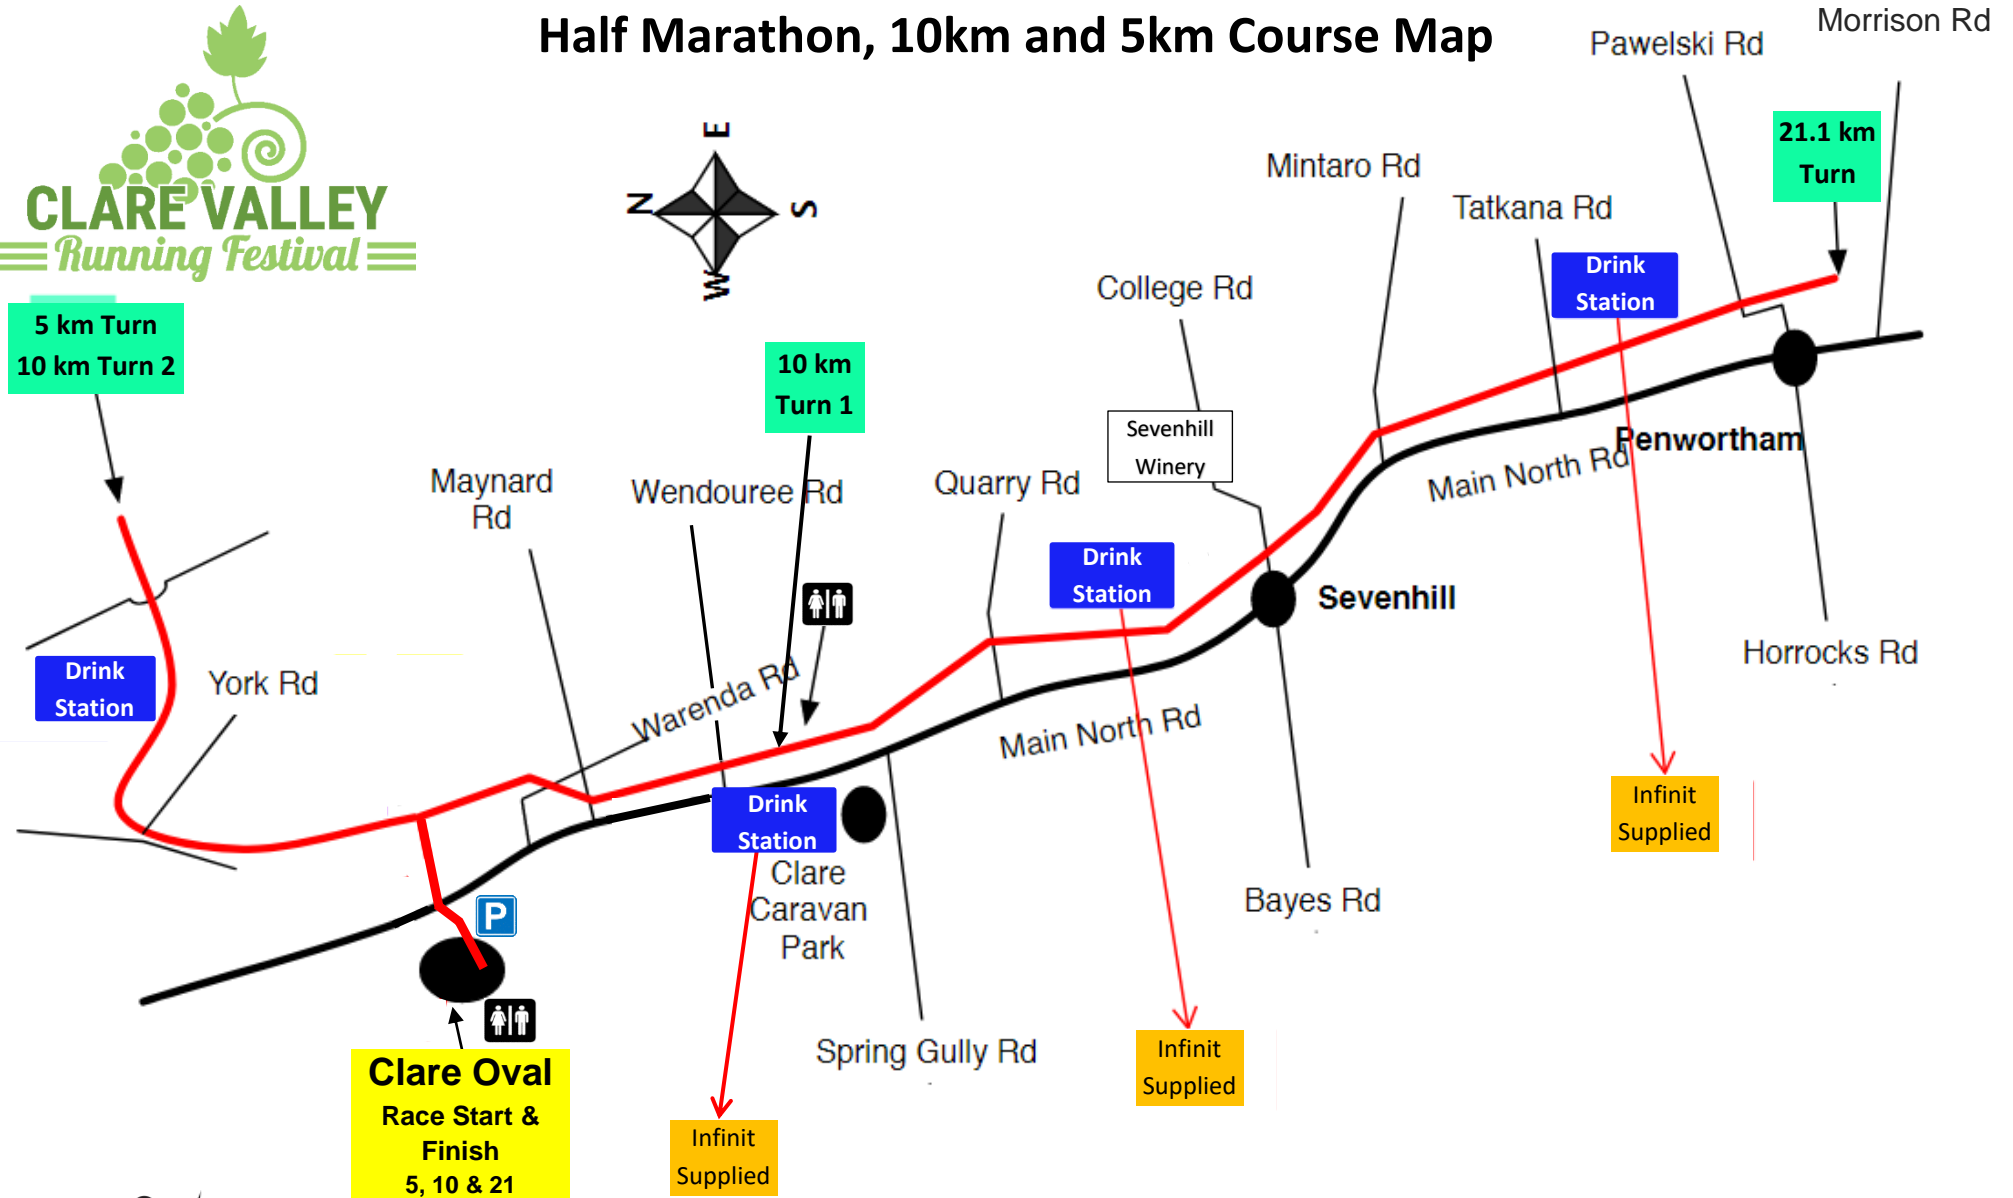 Half Marathon, 10km and 5km Course Map
Morrison Rd
Pawelski Rd
21.1 km
Turn
CLARE VALLEY
Running Festival
E
N
S
W
Mintaro Rd
Tatkana Rd
Drink
Station
College Rd
5 km Turn
10 km Turn 2
10 km
Turn 1
Sevenhill
Winery
Penwortham
Main North Rd
Maynard
Rd
Wendouree Rd
Quarry Rd
Drink
Station
Sevenhill
Horrocks Rd
Drink
Station
York Rd
Warenda Rd
Main North Rd
Drink
Station
Infinit
Supplied
Clare
Caravan
Park
Bayes Rd
P
Spring Gully Rd
Infinit
Supplied
Clare Oval
Race Start &
Finish
5, 10 & 21
Infinit
Supplied